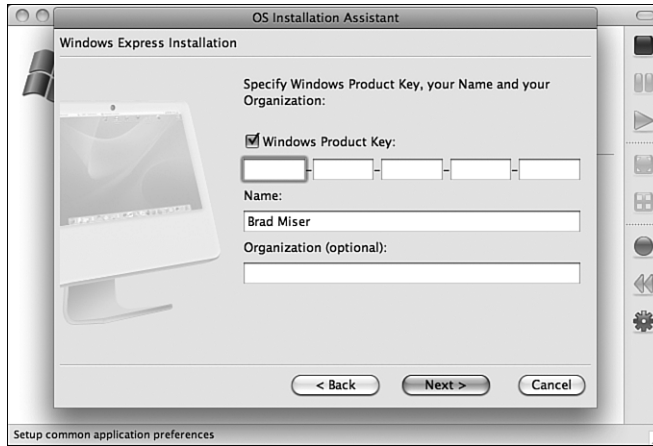 OS Installation Assistant
Windows Express Installation
Specify Windows Product Key, your Name and your
Organization:
Windows Product Key:
- - - -
Name:
Brad Miser
Organization (optional):
< Back Next > Cancel
Setup common application preferences